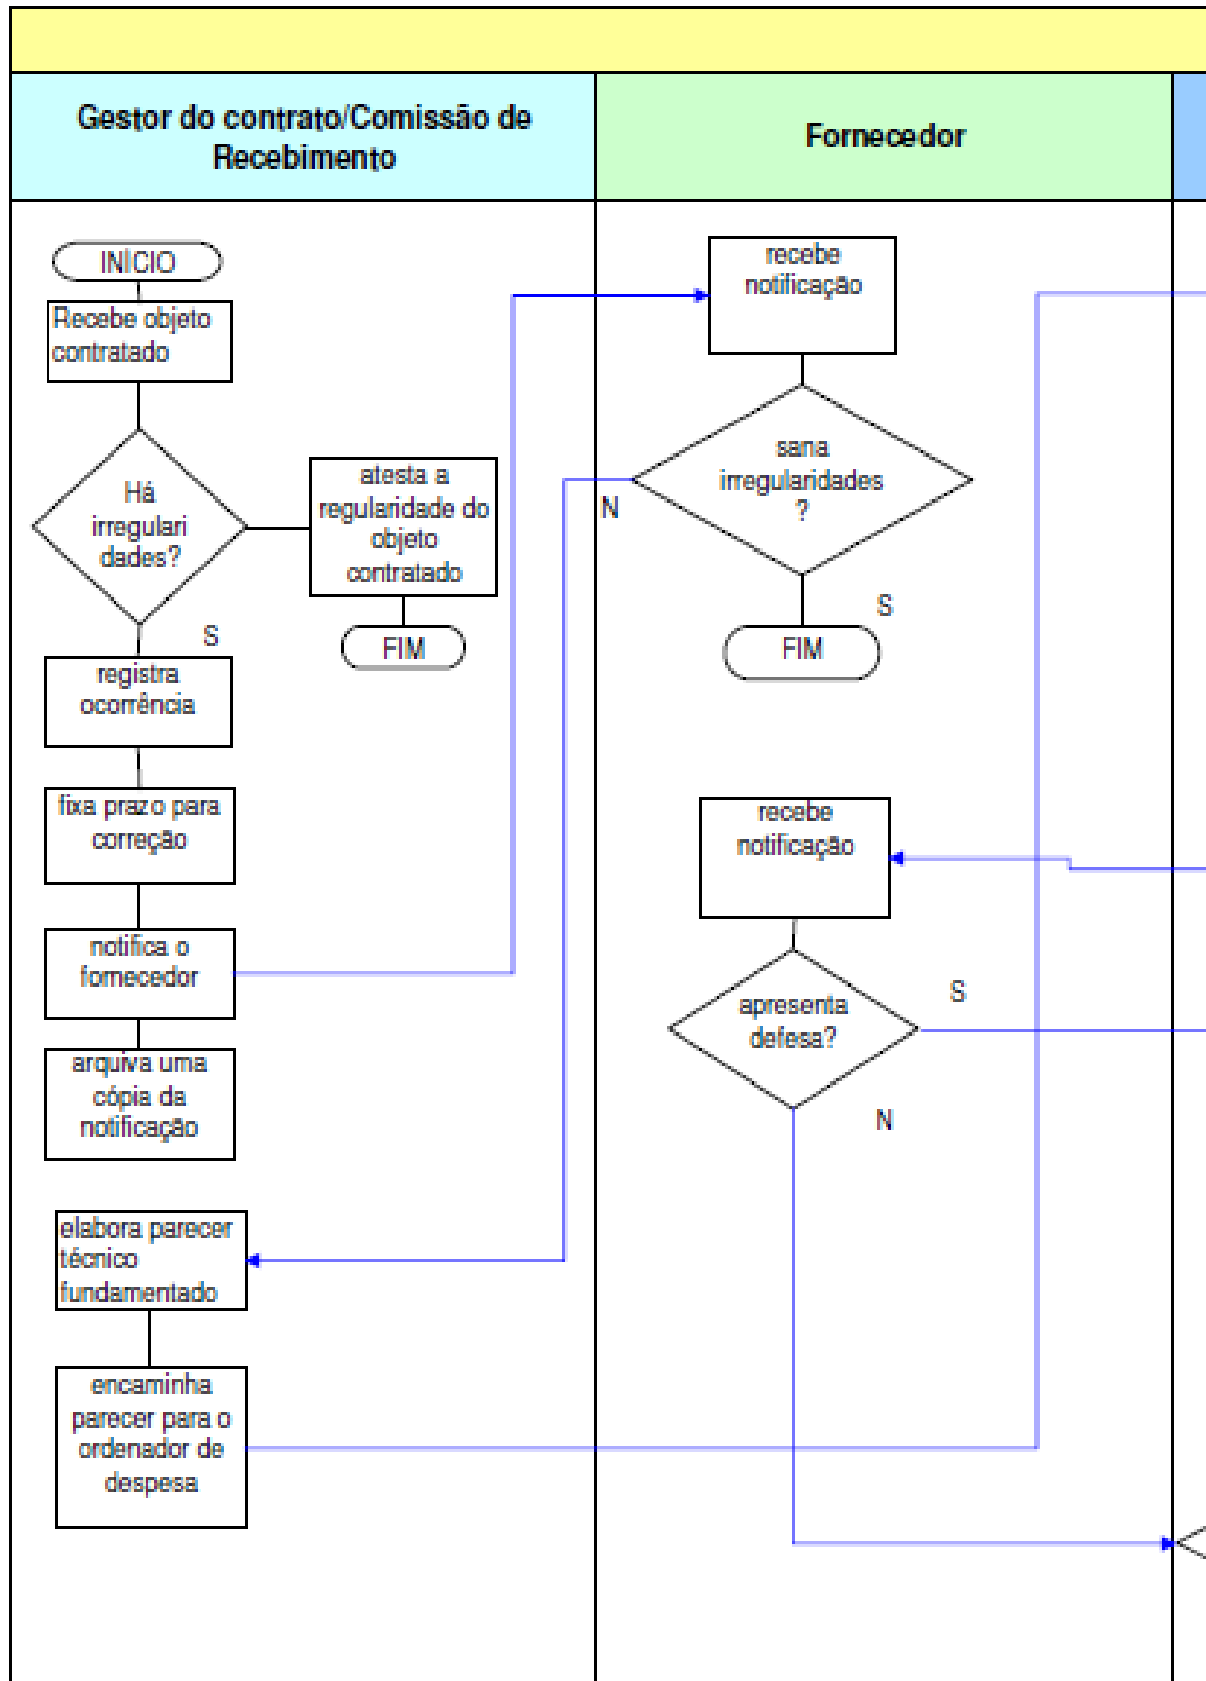 Gestor do contrato/Comissão de
Recebimento
Fornecedor
INÍCIO
Recebe objeto
contratado
Há
irregulari
dades?
atesta a
regularidade do
objeto
contratado
FIM
S
registra
ocorrência
fixa prazo para
correção
notifica o
fornecedor
arquiva uma
cópia da
notificação
elabora parecer
técnico
fundamentado
encaminha
parecer para o
ordenador de
despesa
recebe
notificação
sana
irregularidades
?
N
S
FIM
recebe
notificação
apresenta
defesa?
S
N